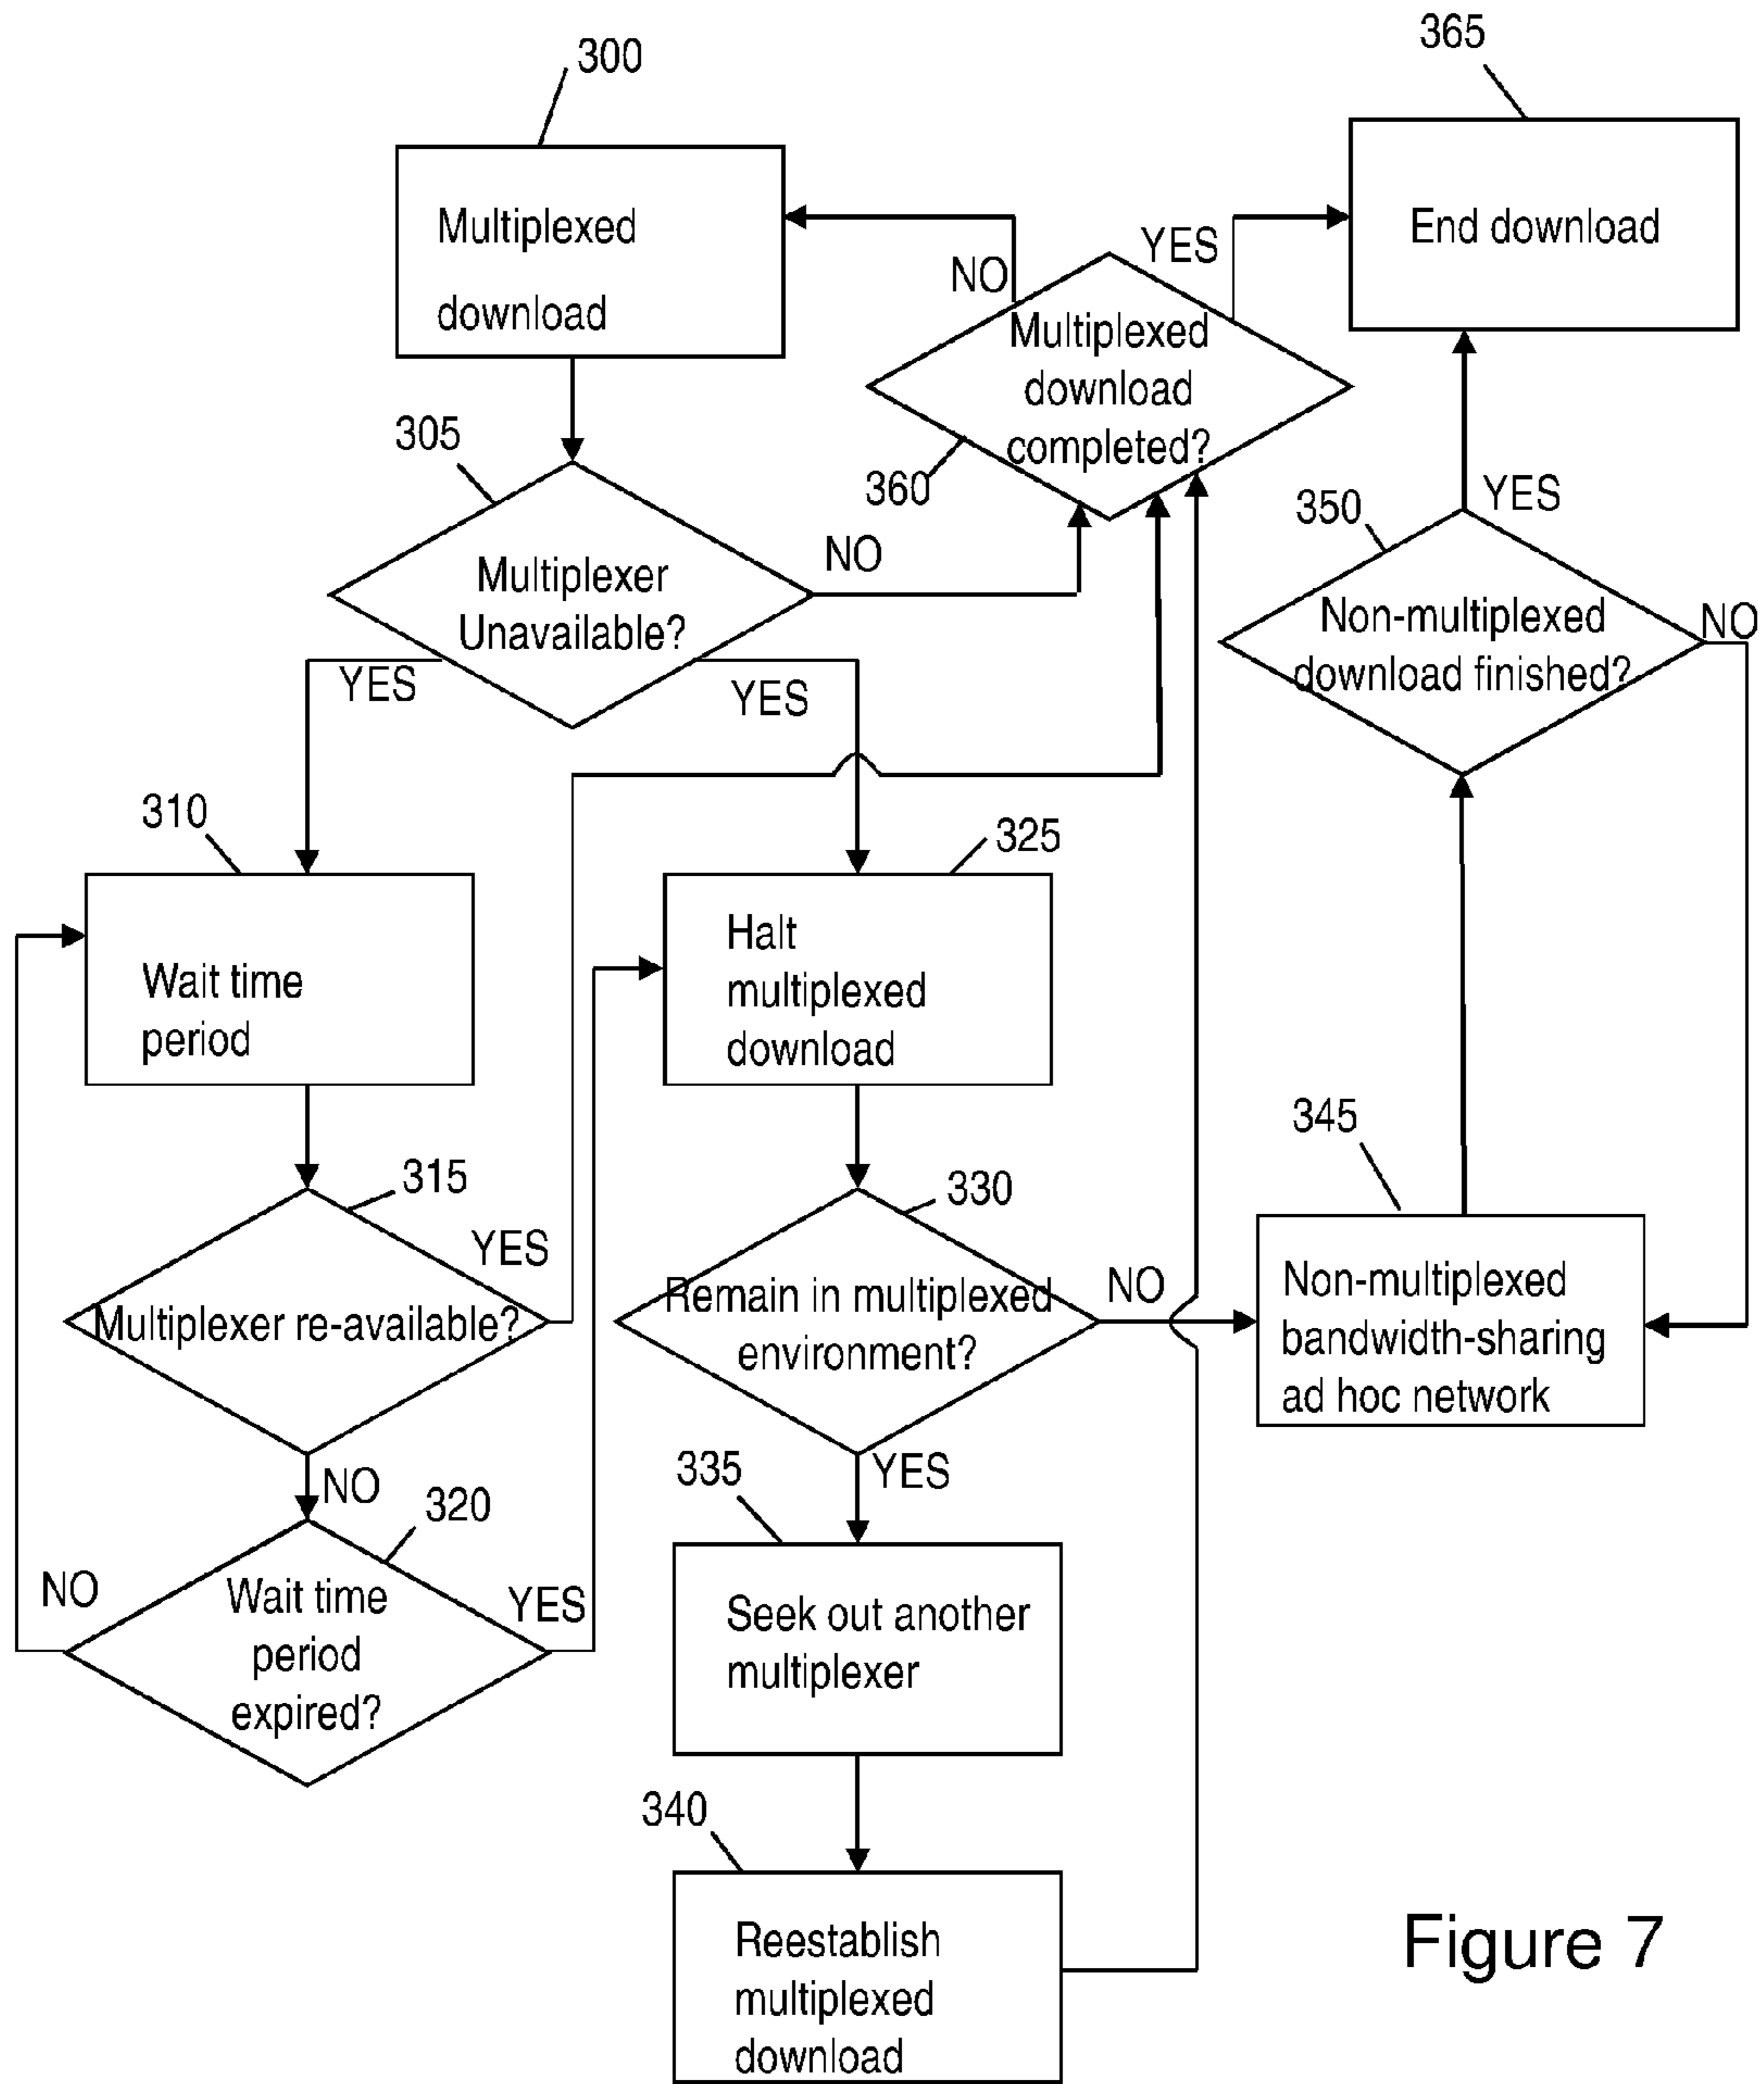 300
365
Multiplexed
download
End download
NO
YES
Multiplexed
download
completed?
360
305
Multiplexer
Unavailable?
NO
YES
YES
350
YES
Non-multiplexed
download finished?
NO
310
Wait time
period
325
Halt
multiplexed
download
315
Multiplexer re-available?
YES
NO
330
Remain in multiplexed
environment?
NO
YES
345
Non-multiplexed
bandwidth-sharing
ad hoc network
320
Wait time
period
expired?
NO
YES
335
Seek out another
multiplexer
340
Reestablish
multiplexed
download
Figure 7